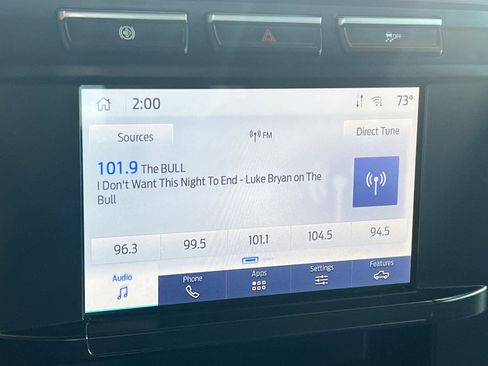 OFF
2:00 73°
Sources FM Direct Tune
101.9 The BULL
I Don't Want This Night To End - Luke Bryan on The
Bull
96.3 99.5 101.1 104.5 94.5
Audio Phone Apps Settings Features